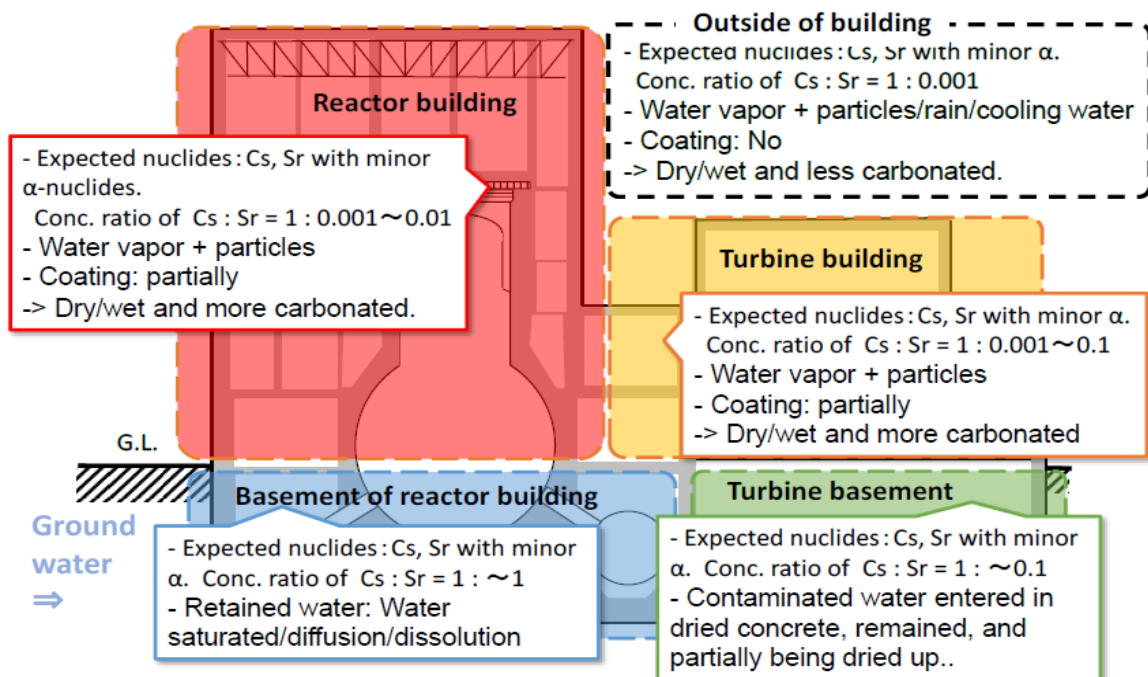 Outside of building
- Expected nuclides : Cs, Sr with minor α.
Conc. ratio of Cs : Sr = 1 : 0.001
- Water vapor + particles/rain/cooling water
- Coating: No
-> Dry/wet and less carbonated.
Reactor building
- Expected nuclides : Cs, Sr with minor
α-nuclides.
Conc. ratio of Cs : Sr = 1 : 0.001～0.01
- Water vapor + particles
- Coating: partially
-> Dry/wet and more carbonated.
Turbine building
- Expected nuclides : Cs, Sr with minor α.
Conc. ratio of Cs : Sr = 1 : 0.001～0.1
- Water vapor + particles
- Coating: partially
-> Dry/wet and more carbonated
G.L.
Ground
water
⇒
Basement of reactor building
- Expected nuclides : Cs, Sr with minor
α. Conc. ratio of Cs : Sr = 1 : ～1
- Retained water: Water
saturated/diffusion/dissolution
Turbine basement
- Expected nuclides : Cs, Sr with minor
α. Conc. ratio of Cs : Sr = 1 : ～0.1
- Contaminated water entered in
dried concrete, remained, and
partially being dried up..